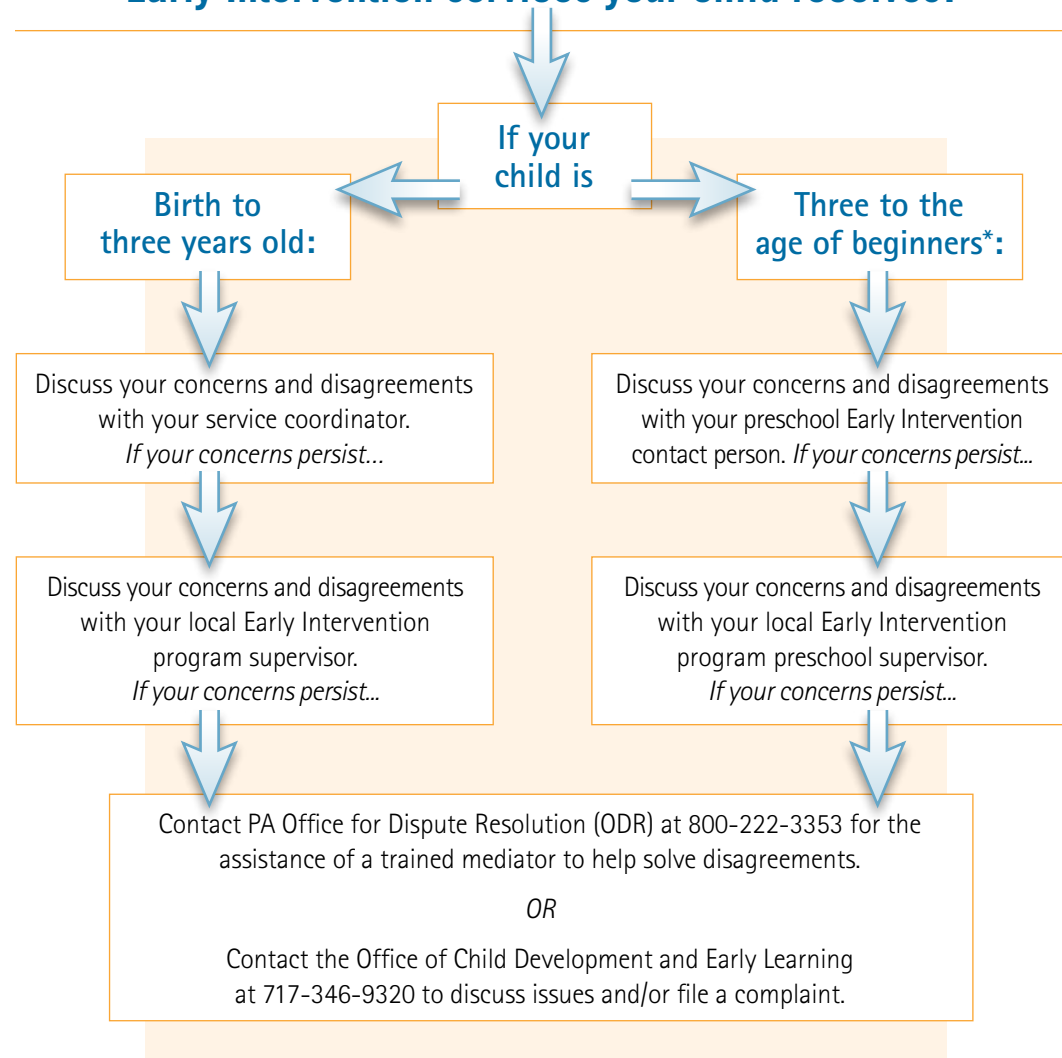 Early Intervention services your child receives?
If your
child is
Birth to
three years old:
Three to the
age of beginners*:
Discuss your concerns and disagreements
with your service coordinator.
If your concerns persist...
Discuss your concerns and disagreements
with your preschool Early Intervention
contact person. If your concerns persist...
Discuss your concerns and disagreements
with your local Early Intervention
program supervisor.
If your concerns persist...
Discuss your concerns and disagreements
with your local Early Intervention
program preschool supervisor.
If your concerns persist...
Contact PA Office for Dispute Resolution (ODR) at 800-222-3353 for the
assistance of a trained mediator to help solve disagreements.
OR
Contact the Office of Child Development and Early Learning
at 717-346-9320 to discuss issues and/or file a complaint.